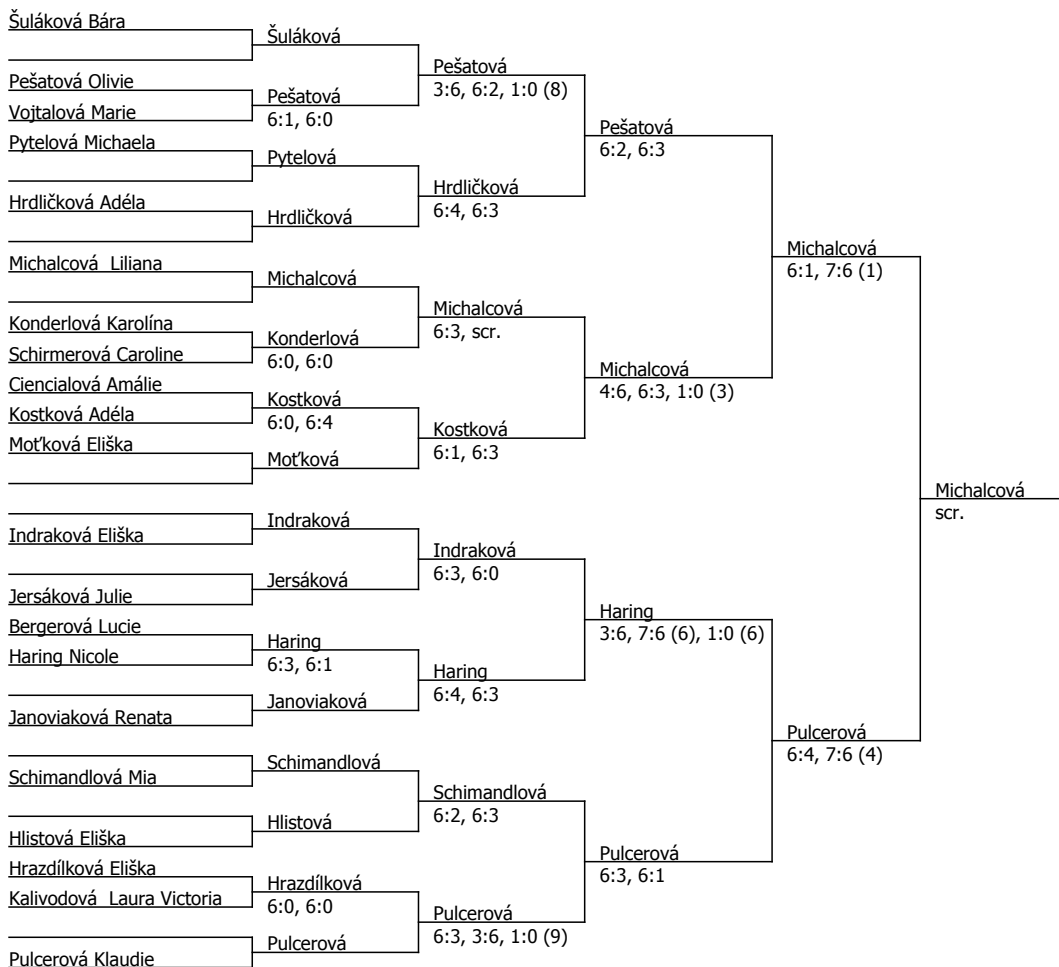 Šuláková Bára
Pešatová Olivie
Vojtalová Marie
Pytelová Michaela
Hrdličková Adéla
Michalcová  Liliana
Konderlová Karolína
Schirmerová Caroline
Ciencialová Amálie
Kostková Adéla
Moťková Eliška
Indraková Eliška
Jersáková Julie
Bergerová Lucie
Haring Nicole
Janoviaková Renata
Schimandlová Mia
Hlistová Eliška
Hrazdílková Eliška
Kalivodová  Laura Victoria
Pulcerová Klaudie
Šuláková
Pešatová
6:1, 6:0
Pytelová
Hrdličková
Michalcová
Konderlová
6:0, 6:0
Kostková
6:0, 6:4
Moťková
Indraková
Jersáková
Haring
6:3, 6:1
Janoviaková
Schimandlová
Hlistová
Hrazdílková
6:0, 6:0
Pulcerová
Pešatová
3:6, 6:2, 1:0 (8)
Hrdličková
6:4, 6:3
Michalcová
6:3, scr.
Kostková
6:1, 6:3
Indraková
6:3, 6:0
Haring
6:4, 6:3
Schimandlová
6:2, 6:3
Pulcerová
6:3, 3:6, 1:0 (9)
Pešatová
6:2, 6:3
Michalcová
4:6, 6:3, 1:0 (3)
Haring
3:6, 7:6 (6), 1:0 (6)
Pulcerová
6:3, 6:1
Michalcová
6:1, 7:6 (1)
Pulcerová
6:4, 7:6 (4)
Michalcová
scr.